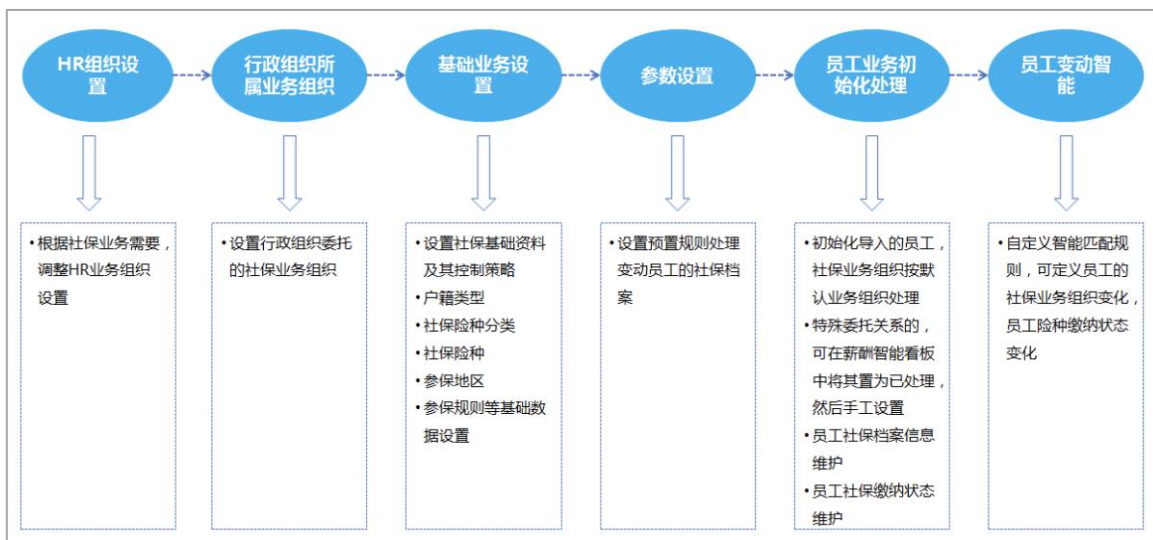 HR组织设
置
行政组织所
属业务组织
基础业务设
置
参数设置
员工业务初
始化处理
员工变动智
能
•根据社保业务需要，
调整HR业务组织
设置
•设置行政组织委托
的社保业务组织
•设置社保基础资料
及其控制策略
•户籍类型
•社保险种分类
•社保险种
•参保地区
•参保规则等基础数
据设置
•设置预置规则处理
变动员工的社保档
案
•初始化导入的员工，
社保业务组织按默
认业务组织处理
•特殊委托关系的，
可在薪酬智能看板
中将其置为已处理，
然后手工设置
•员工社保档案信息
维护
•员工社保缴纳状态
维护
•自定义智能匹配规
则，可定义员工的
社保业务组织变化，
员工险种缴纳状态
变化